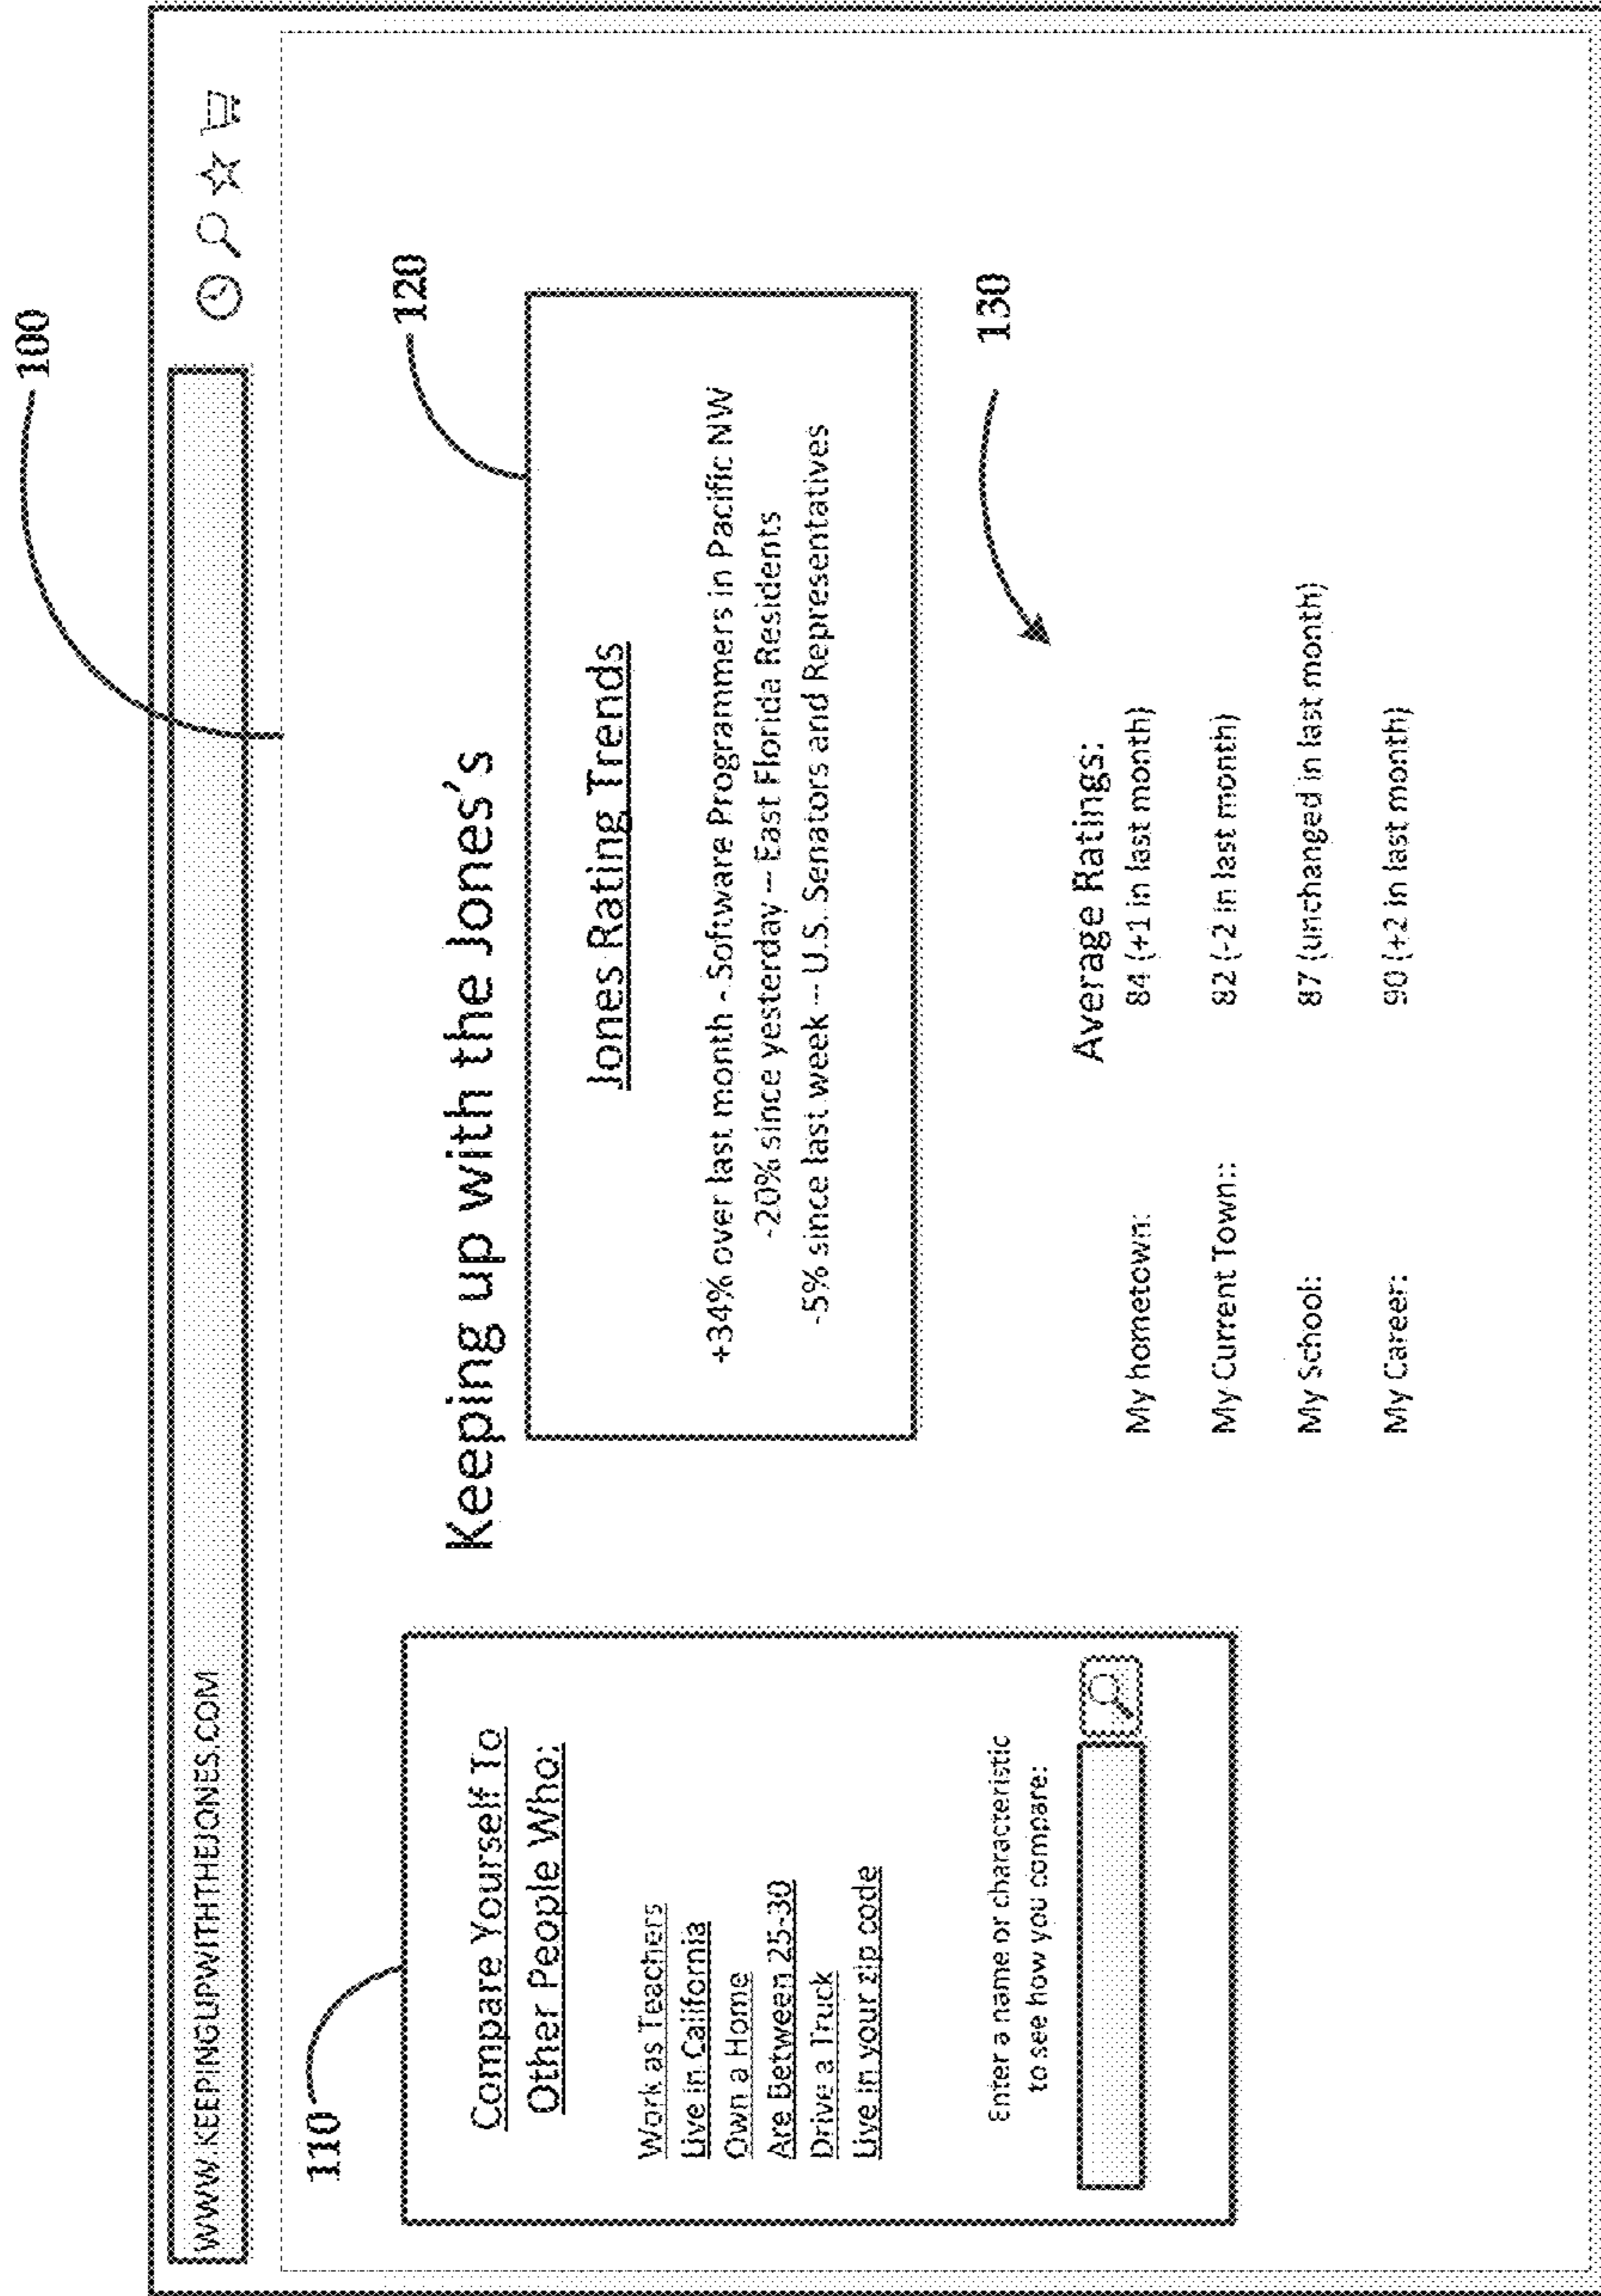 100
WWW.KEEPINGUPWITHTHEJONES.COM
110
Compare Yourself To
Other People Who:
Work as Teachers
Live in California
Own a Home
Are Between 25-30
Drive a Truck
Live in your zip code
Enter a name or characteristic
to see how you compare:
Keeping up with the Jones's
120
Jones Rating Trends
+34% over last month - Software Programmers in Pacific NW
-20% since yesterday -- East Florida Residents
-5% since last week -- U.S. Senators and Representatives
130
Average Ratings:
My hometown: 84 (+1 in last month)
My Current Town:: 82 (-2 in last month)
My School: 87 (unchanged in last month)
My Career: 90 (+2 in last month)